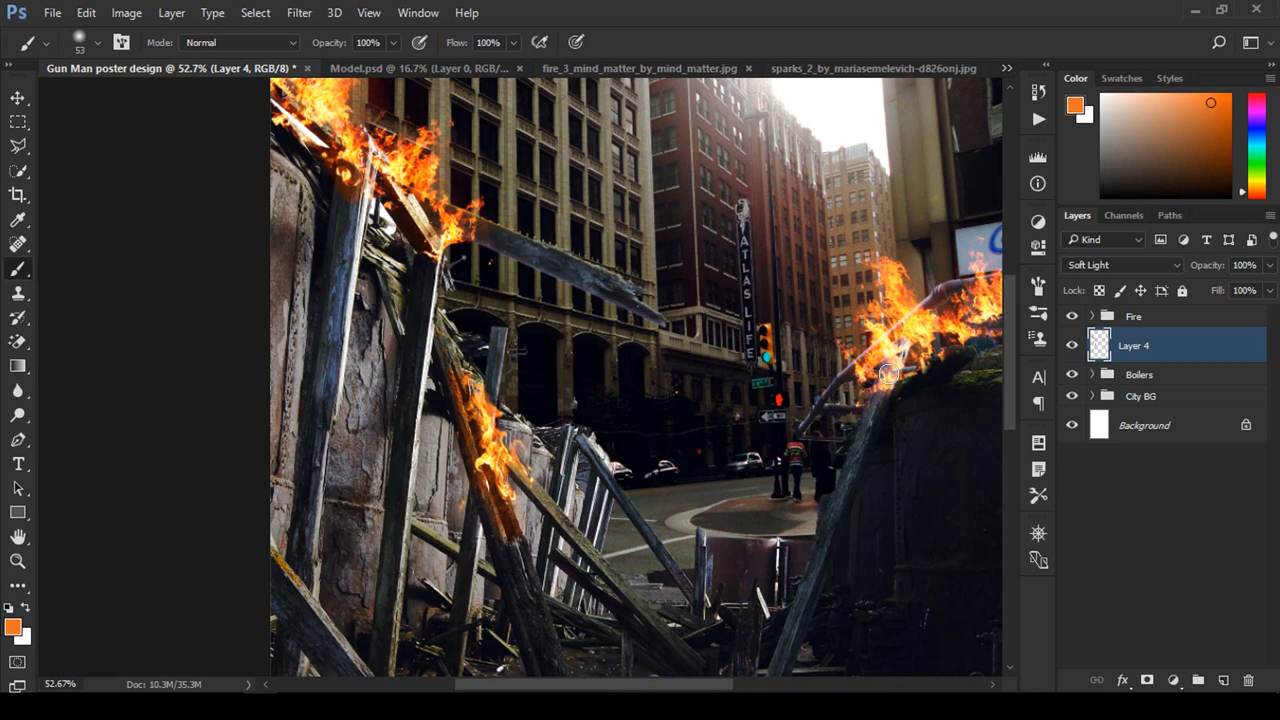 Ps File Edit Image Layer Type Select Filter 3D View Window Help
53 Mode: Normal Opacity: 100% Flow: 100%
Gun Man poster design @ 52.7% (Layer 4, RGB/8) * × Model.psd @ 16.7% (Layer 0, RGB/... × fire_3_mind_matter_by_mind_matter.jpg × sparks_2_by_mariasemelevich-d826onj.jpg
Color Swatches Styles
Layers Channels Paths
Kind
Soft Light Opacity: 100%
Lock: Fill: 100%
Fire
Layer 4
Boilers
City BG
Background
ATLAS LIFE
52.67% Doc: 10.3M/35.3M